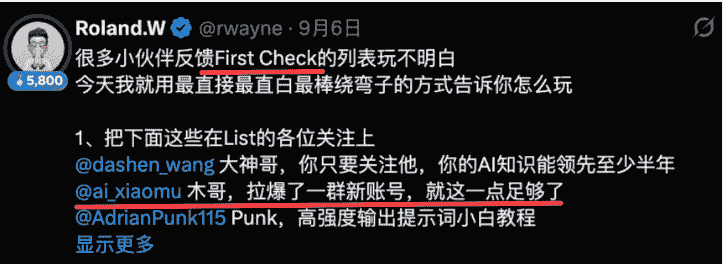 Roland.W @rwayne · 9月6日
5,800
很多小伙伴反馈First Check的列表玩不明白
今天我就用最直接最直白最棒绕弯子的方式告诉你怎么玩
1、把下面这些在List的各位关注上
@dashen_wang 大神哥，你只要关注他，你的AI知识能领先至少半年
@ai_xiaomu 木哥，拉爆了一群新账号，就这一点足够了
@AdrianPunk115 Punk，高强度输出提示词小白教程
显示更多